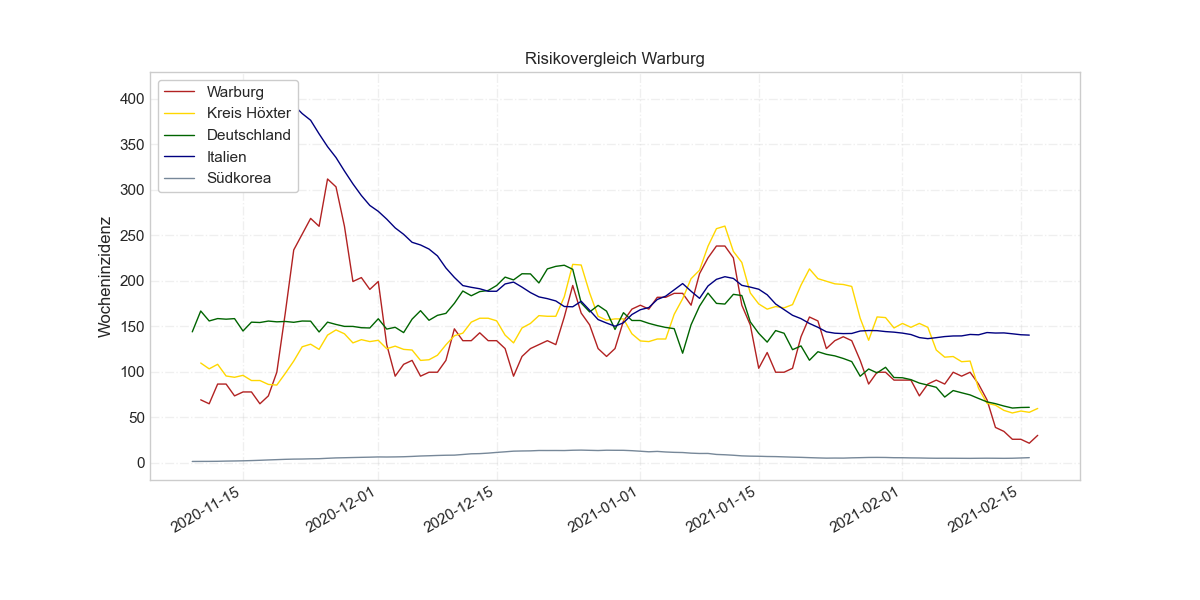 Risikovergleich Warburg
Wocheninzidenz
400
350
300
250
200
150
100
50
0
Warburg
Kreis Höxter
Deutschland
Italien
Südkorea
2020-11-15
2020-12-01
2020-12-15
2021-01-01
2021-01-15
2021-02-01
2021-02-15